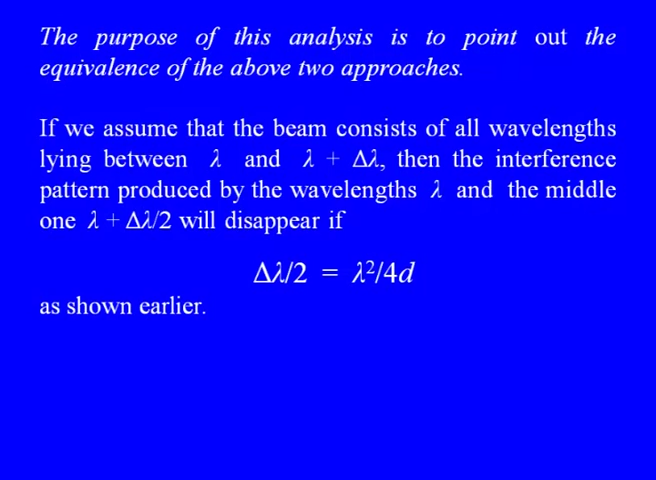 The purpose of this analysis is to point out the
equivalence of the above two approaches.
If we assume that the beam consists of all wavelengths
lying between λ and λ + Δλ, then the interference
pattern produced by the wavelengths λ and the middle
one λ + Δλ/2 will disappear if
Δλ/2 = λ²/4d
as shown earlier.